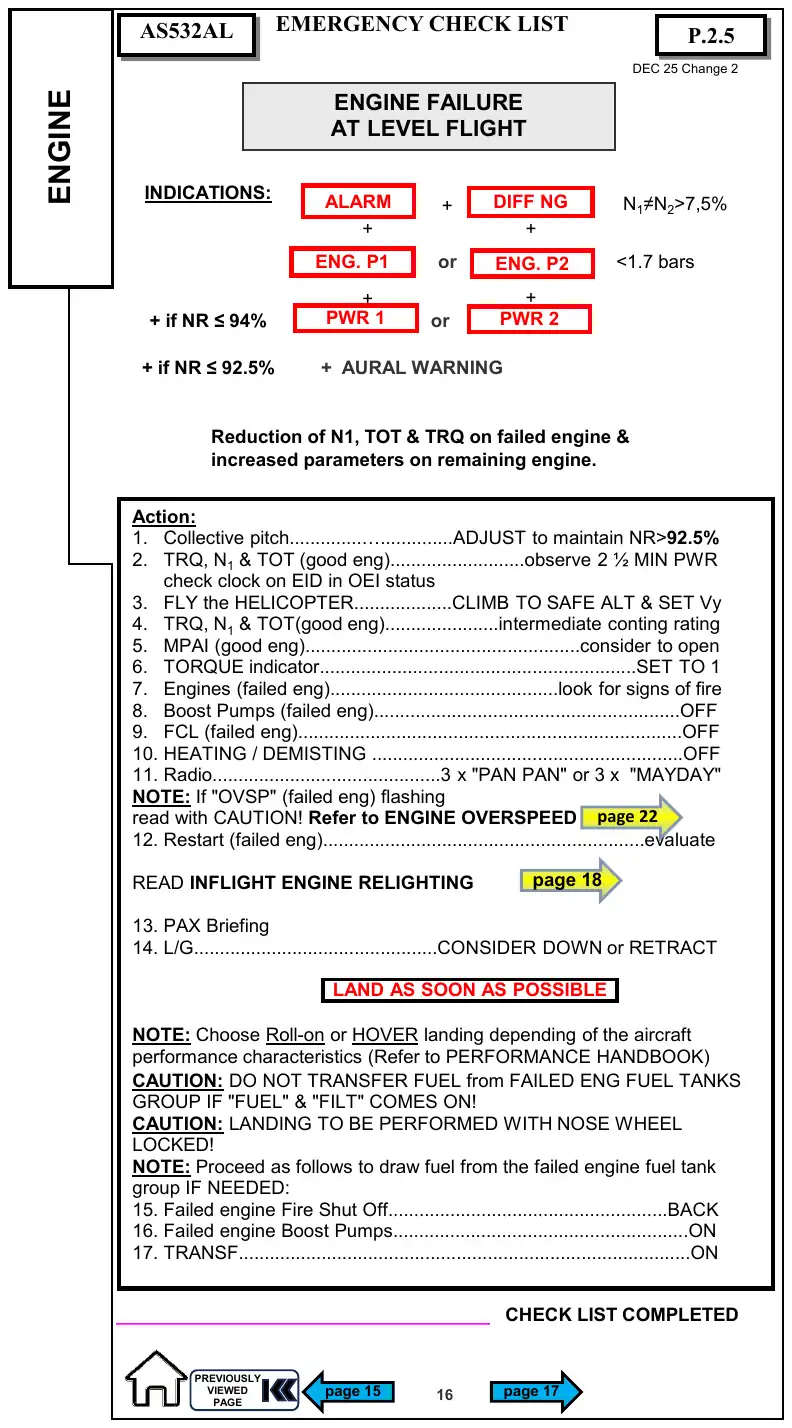 AS532AL
EMERGENCY CHECK LIST
P.2.5
DEC 25 Change 2
ENGINE
ENGINE FAILURE
AT LEVEL FLIGHT
INDICATIONS:
ALARM + DIFF NG N1≠N2>7,5%
+ +
ENG. P1 or ENG. P2 <1.7 bars
+ +
+ if NR ≤ 94% PWR 1 or PWR 2
+ if NR ≤ 92.5% + AURAL WARNING
Reduction of N1, TOT & TRQ on failed engine &
increased parameters on remaining engine.
Action:
1. Collective pitch................................ADJUST to maintain NR>92.5%
2. TRQ, N1 & TOT (good eng)..........................observe 2 ½ MIN PWR
check clock on EID in OEI status
3. FLY the HELICOPTER...................CLIMB TO SAFE ALT & SET Vy
4. TRQ, N1 & TOT(good eng)......................intermediate conting rating
5. MPAI (good eng).....................................................consider to open
6. TORQUE indicator.............................................................SET TO 1
7. Engines (failed eng)............................................look for signs of fire
8. Boost Pumps (failed eng)...........................................................OFF
9. FCL (failed eng)..........................................................................OFF
10. HEATING / DEMISTING ............................................................OFF
11. Radio............................................3 x "PAN PAN" or 3 x "MAYDAY"
NOTE: If "OVSP" (failed eng) flashing
read with CAUTION! Refer to ENGINE OVERSPEED page 22
12. Restart (failed eng)..............................................................evaluate
READ INFLIGHT ENGINE RELIGHTING page 18
13. PAX Briefing
14. L/G...............................................CONSIDER DOWN or RETRACT
LAND AS SOON AS POSSIBLE
NOTE: Choose Roll-on or HOVER landing depending of the aircraft
performance characteristics (Refer to PERFORMANCE HANDBOOK)
CAUTION: DO NOT TRANSFER FUEL from FAILED ENG FUEL TANKS
GROUP IF "FUEL" & "FILT" COMES ON!
CAUTION: LANDING TO BE PERFORMED WITH NOSE WHEEL
LOCKED!
NOTE: Proceed as follows to draw fuel from the failed engine fuel tank
group IF NEEDED:
15. Failed engine Fire Shut Off......................................................BACK
16. Failed engine Boost Pumps.........................................................ON
17. TRANSF.......................................................................................ON
CHECK LIST COMPLETED
PREVIOUSLY
VIEWED
PAGE
page 15
16
page 17